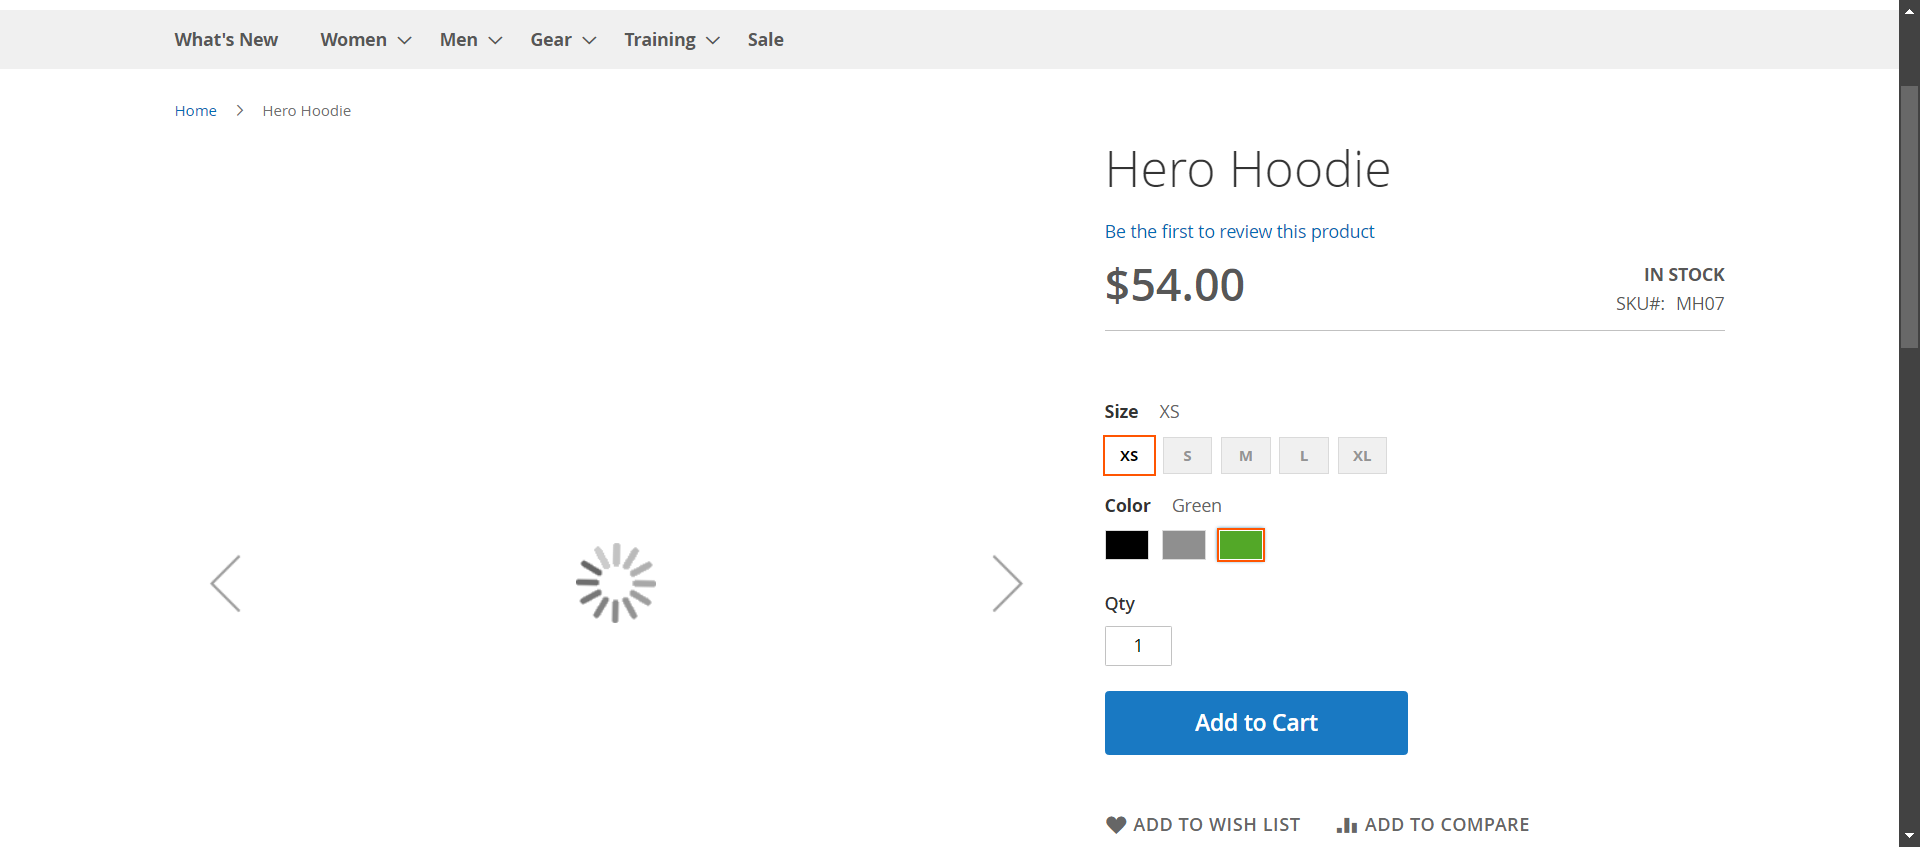 What's New Women Men Gear Training Sale
Home Hero Hoodie
Hero Hoodie
Be the first to review this product
$54.00
IN STOCK
SKU#: MH07
Size XS
XS S M L XL
Color Green
Qty
1
Add to Cart
ADD TO WISH LIST ADD TO COMPARE